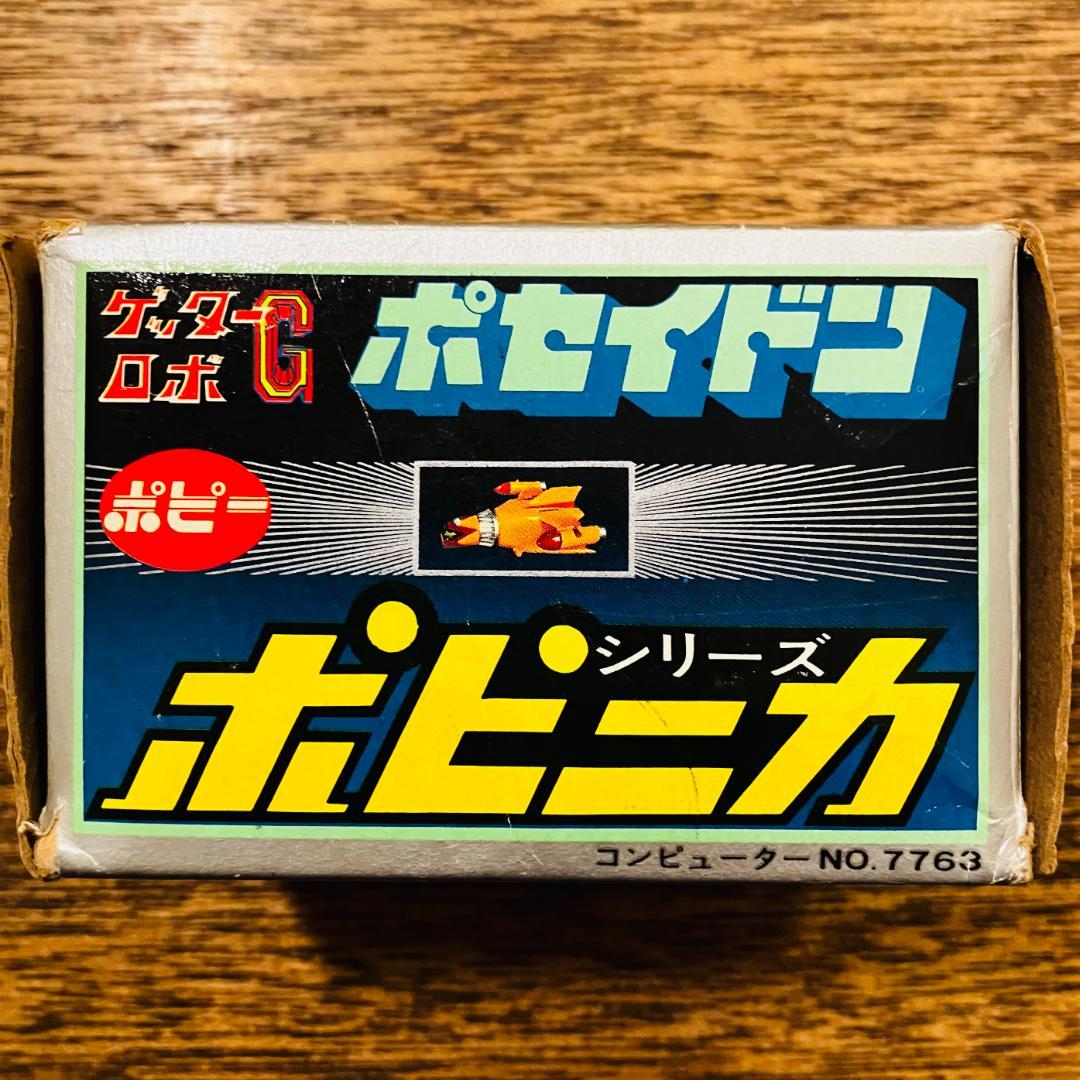 ゲッター
ロボ G
ポセイドン
ポピー
シリーズ
ポピニカ
コンピューターNO.7763